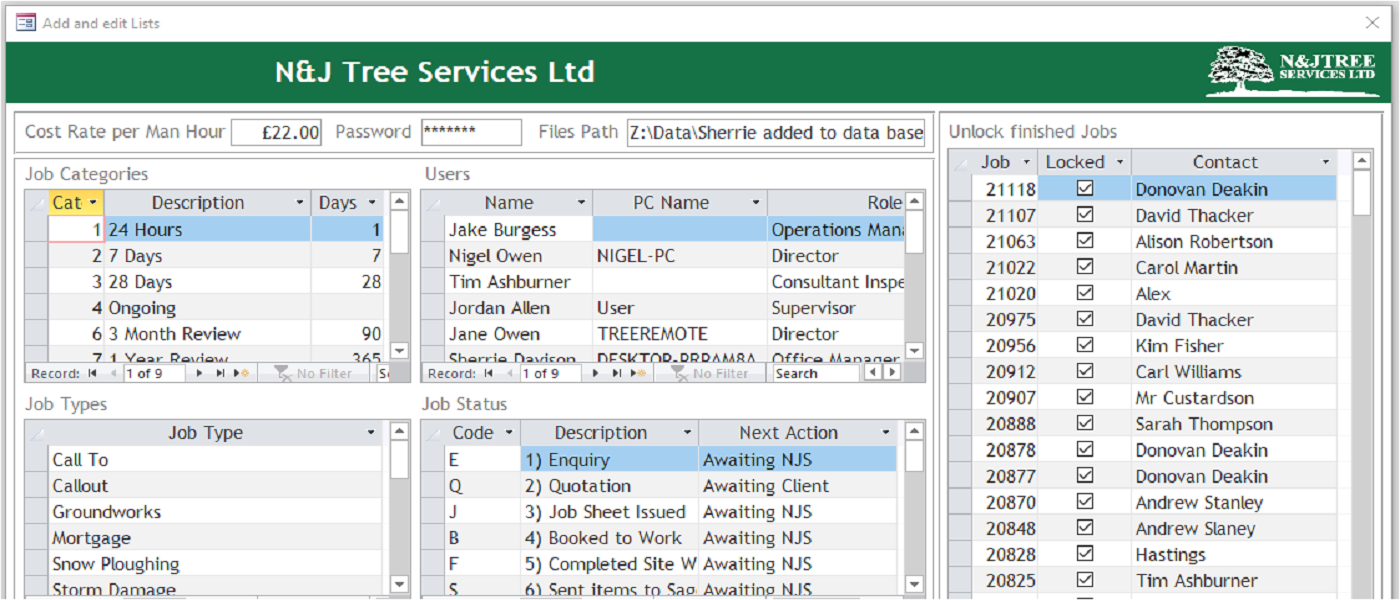 Add and edit Lists
N&J Tree Services Ltd
N&JTREE
SERVICES LTD
Cost Rate per Man Hour £22.00 Password ******* Files Path Z:\Data\Sherrie added to data base
Job Categories
Cat Description Days
1 24 Hours 1
2 7 Days 7
3 28 Days 28
4 Ongoing
6 3 Month Review 90
7 1 Year Review 365
Record: 1 of 9 No Filter
Users
Name PC Name Role
Jake Burgess Operations Mana
Nigel Owen NIGEL-PC Director
Tim Ashburner Consultant Inspe
Jordan Allen User Supervisor
Jane Owen TREEREMOTE Director
Sherrie Davison Office Manager
Record: 1 of 9 No Filter Search
Job Types
Job Type
Call To
Callout
Groundworks
Mortgage
Snow Ploughing
Storm Damage
Job Status
Code Description Next Action
E 1) Enquiry Awaiting NJS
Q 2) Quotation Awaiting Client
J 3) Job Sheet Issued Awaiting NJS
B 4) Booked to Work Awaiting NJS
F 5) Completed Site W Awaiting NJS
S 6) Sent items to Sag Awaiting NJS
Unlock finished Jobs
Job Locked Contact
21118 Donovan Deakin
21107 David Thacker
21063 Alison Robertson
21022 Carol Martin
21020 Alex
20975 David Thacker
20956 Kim Fisher
20912 Carl Williams
20907 Mr Custardson
20888 Sarah Thompson
20878 Donovan Deakin
20877 Donovan Deakin
20870 Andrew Stanley
20848 Andrew Slaney
20828 Hastings
20825 Tim Ashburner